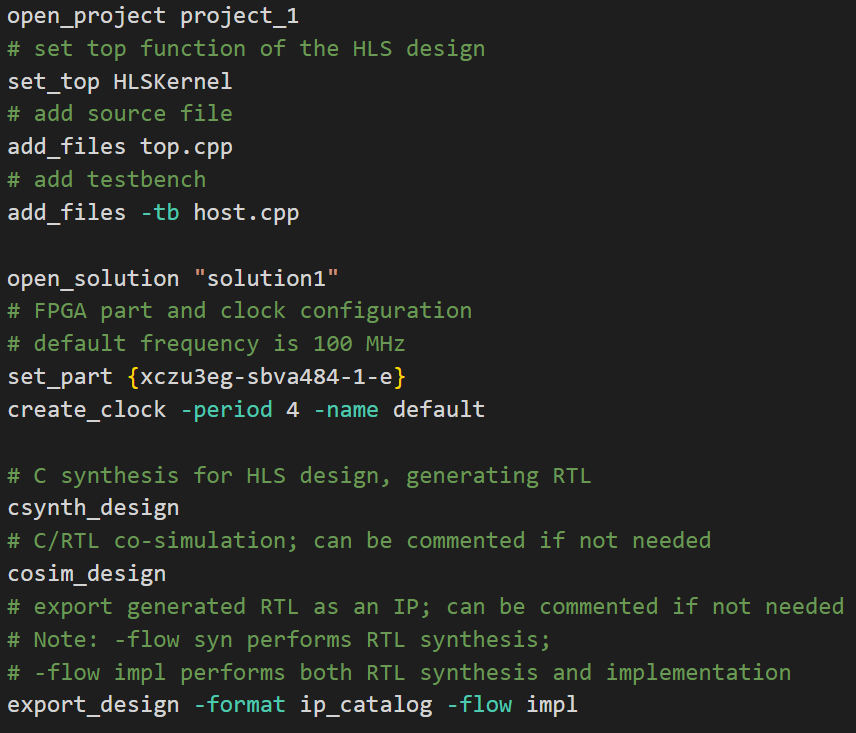 open_project project_1
# set top function of the HLS design
set_top HLSKernel
# add source file
add_files top.cpp
# add testbench
add_files -tb host.cpp
open_solution "solution1"
# FPGA part and clock configuration
# default frequency is 100 MHz
set_part {xczu3eg-sbva484-1-e}
create_clock -period 4 -name default
# C synthesis for HLS design, generating RTL
csynth_design
# C/RTL co-simulation; can be commented if not needed
cosim_design
# export generated RTL as an IP; can be commented if not needed
# Note: -flow syn performs RTL synthesis;
# -flow impl performs both RTL synthesis and implementation
export_design -format ip_catalog -flow impl